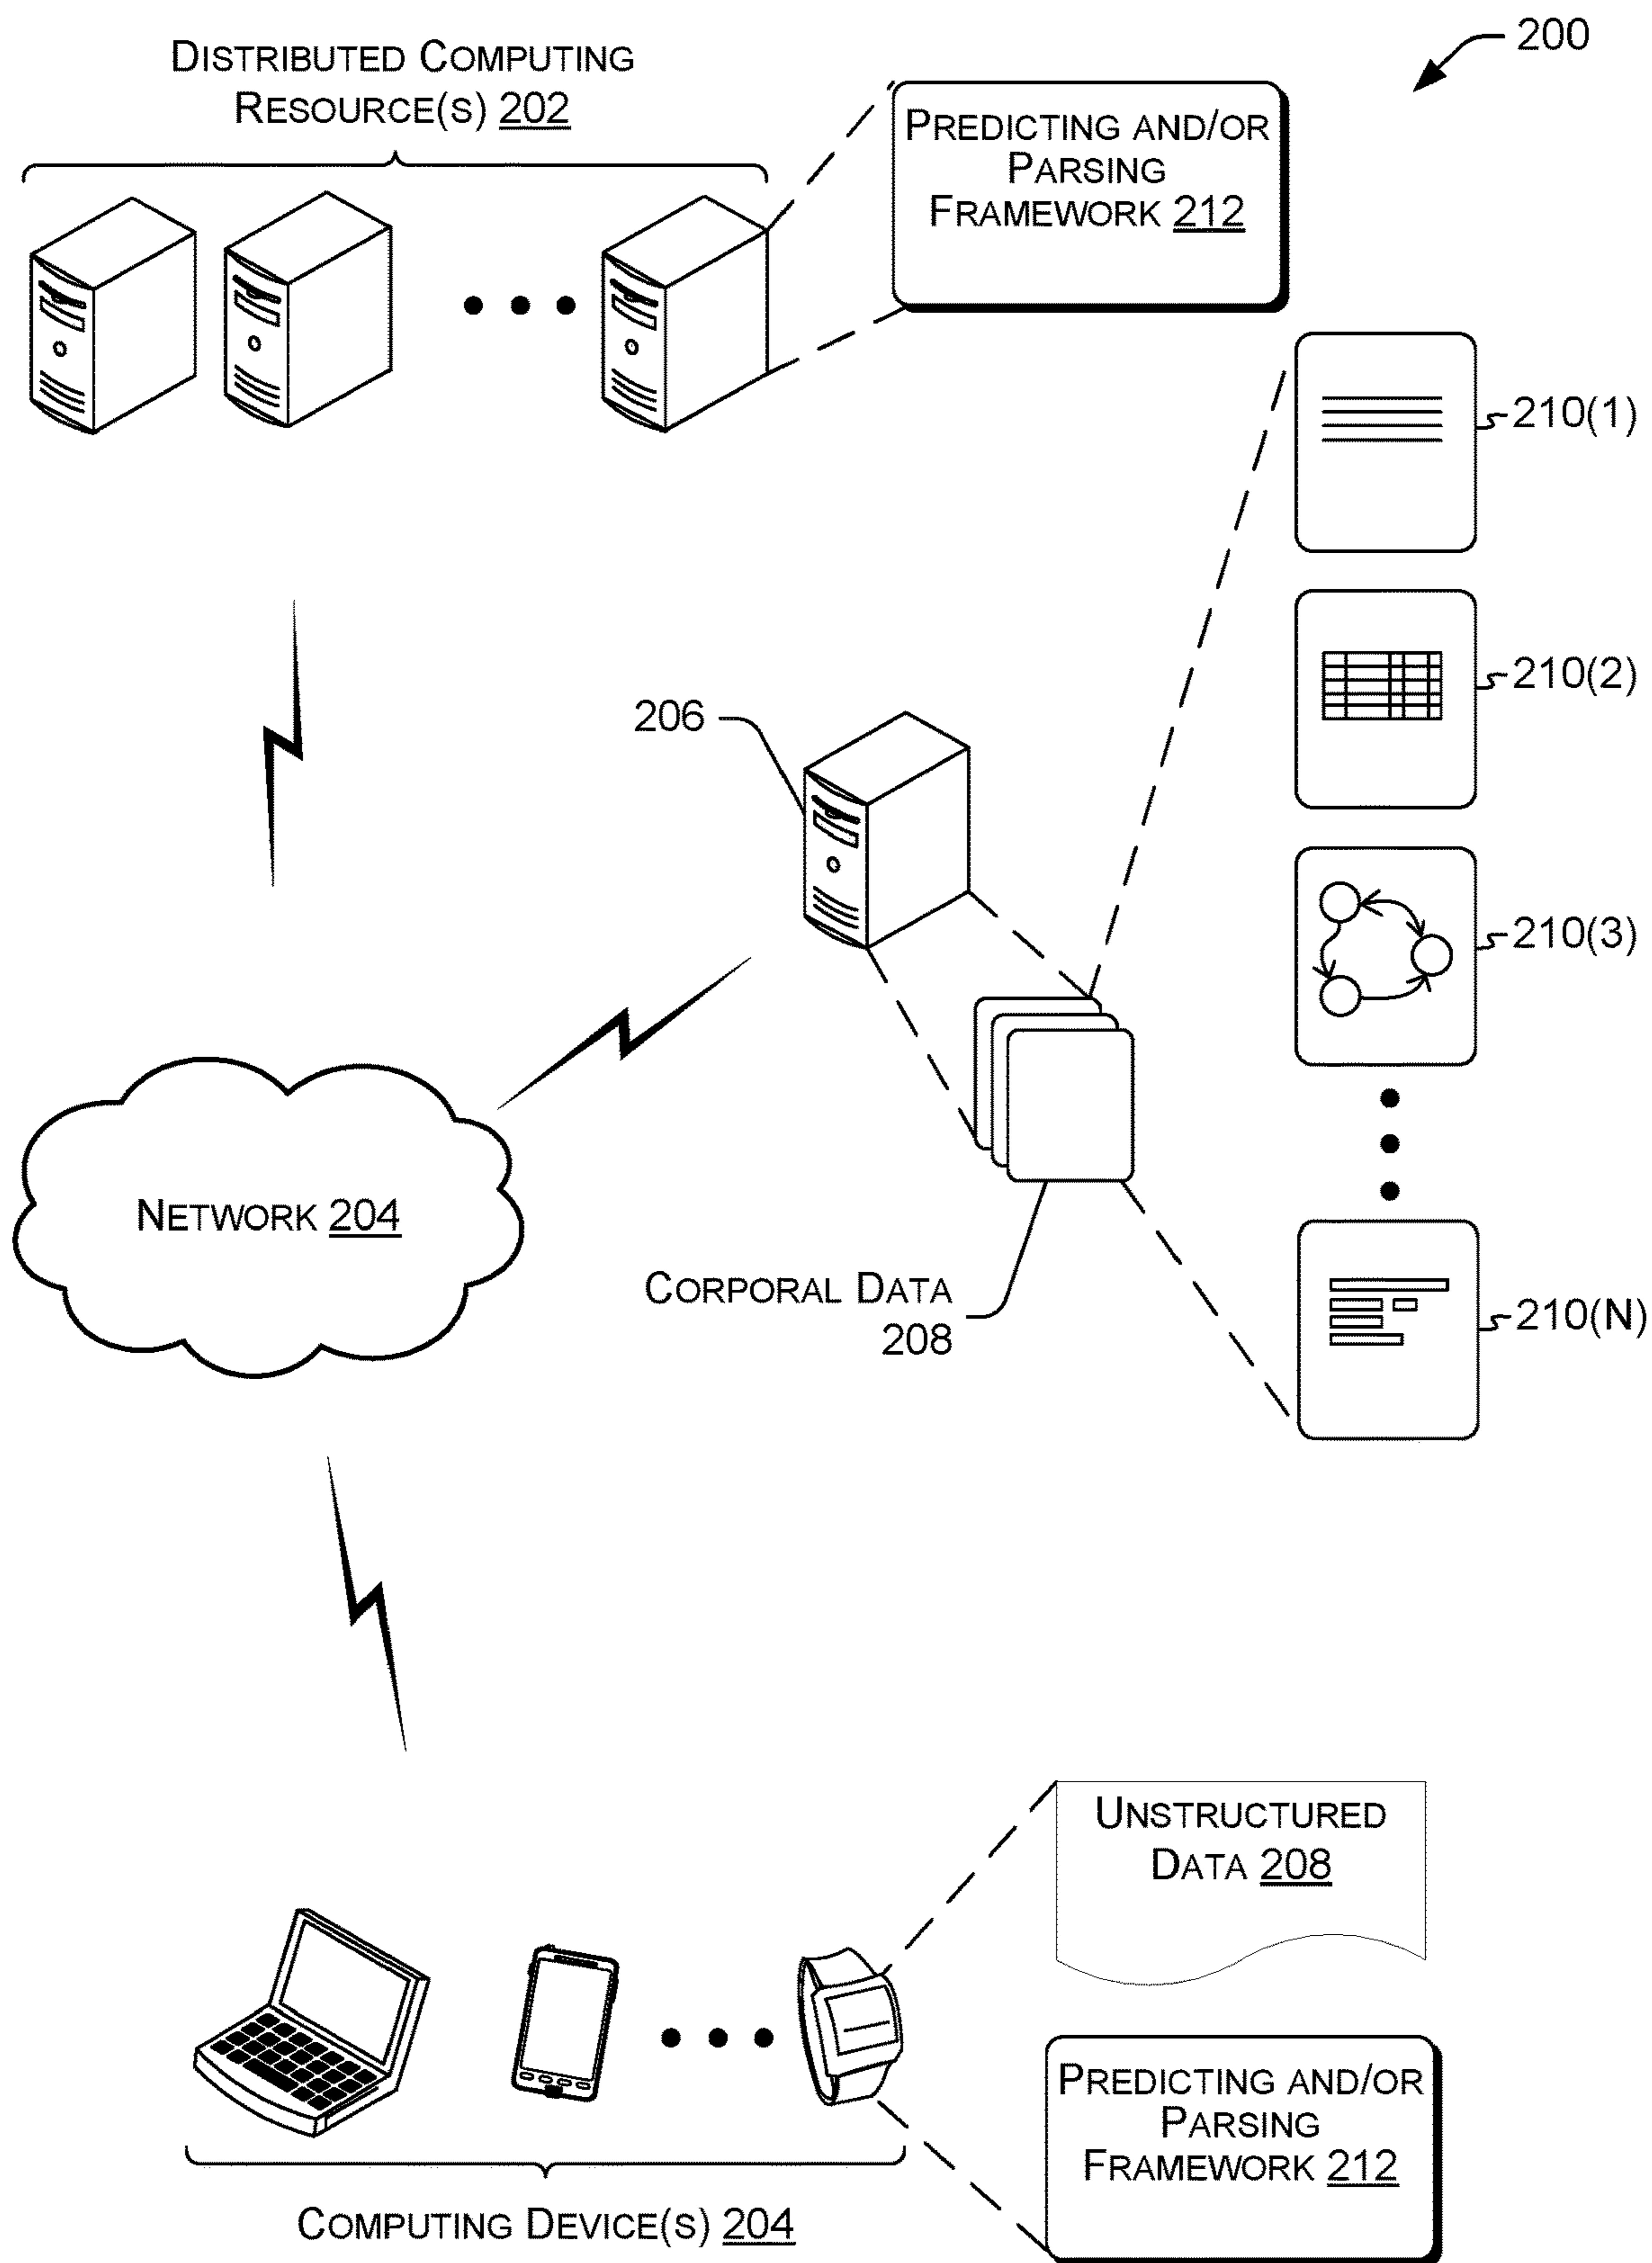 200
DISTRIBUTED COMPUTING
RESOURCE(S) 202
PREDICTING AND/OR
PARSING
FRAMEWORK 212
210(1)
210(2)
206
210(3)
NETWORK 204
CORPORAL DATA
208
210(N)
UNSTRUCTURED
DATA 208
PREDICTING AND/OR
PARSING
FRAMEWORK 212
COMPUTING DEVICE(S) 204